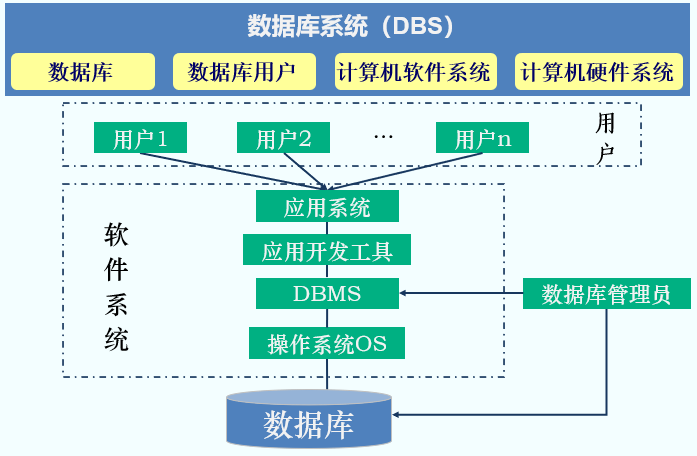 数据库系统（DBS）
数据库 数据库用户 计算机软件系统 计算机硬件系统
用户1 用户2 … 用户n
用户
应用系统
软件系统
应用开发工具
DBMS
数据库管理员
操作系统OS
数据库